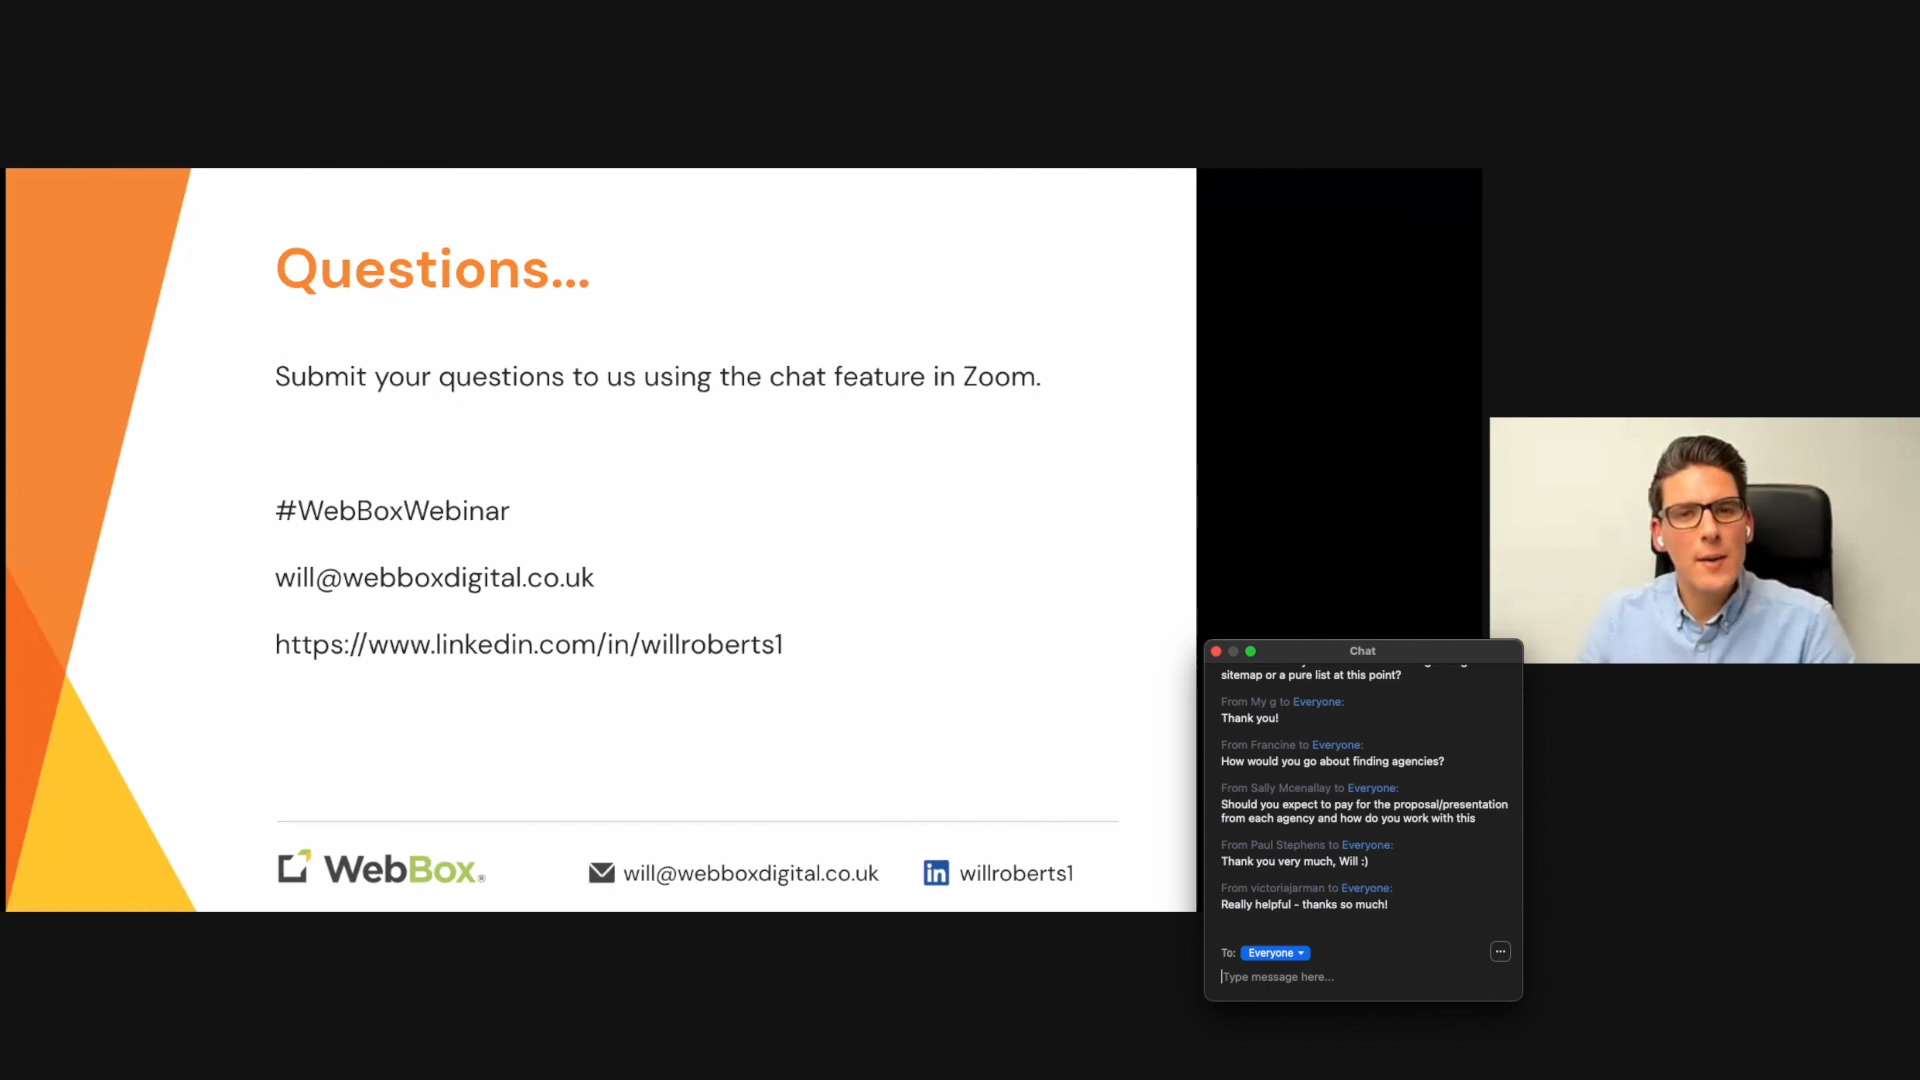 Questions...
Submit your questions to us using the chat feature in Zoom.
#WebBoxWebinar
will@webboxdigital.co.uk
https://www.linkedin.com/in/willroberts1
WebBox®
will@webboxdigital.co.uk
in willroberts1
Chat
sitemap or a pure list at this point?
From My g to Everyone:
Thank you!
From Francine to Everyone:
How would you go about finding agencies?
From Sally Mcenallay to Everyone:
Should you expect to pay for the proposal/presentation
from each agency and how do you work with this
From Paul Stephens to Everyone:
Thank you very much, Will :)
From victoriajarman to Everyone:
Really helpful - thanks so much!
To: Everyone
Type message here...